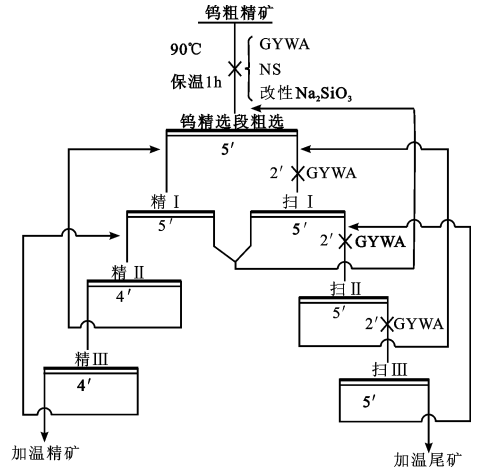 钨粗精矿
90℃
保温1h
GYWA
NS
改性Na₂SiO₃
钨精选段粗选
5′
2′ GYWA
精Ⅰ
扫Ⅰ
5′
5′
2′ GYWA
精Ⅱ
4′
扫Ⅱ
5′
2′ GYWA
精Ⅲ
4′
扫Ⅲ
5′
加温精矿
加温尾矿